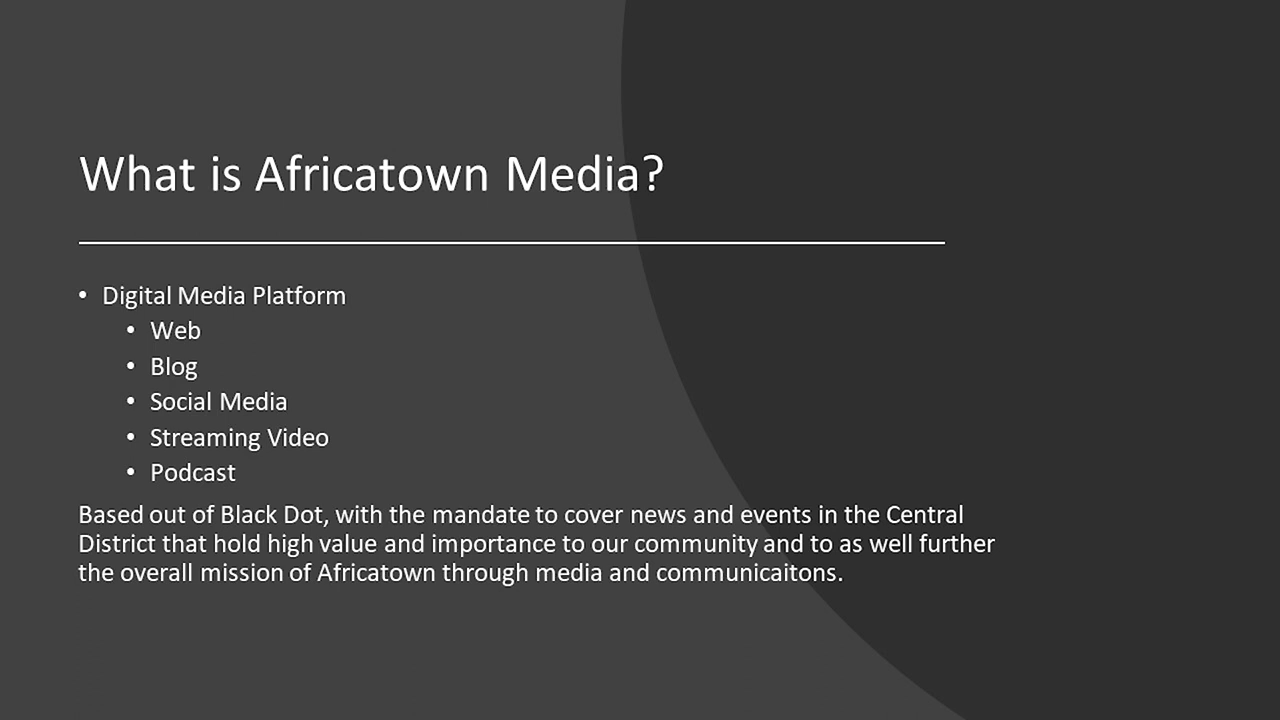 What is Africatown Media?
• Digital Media Platform
• Web
• Blog
• Social Media
• Streaming Video
• Podcast
Based out of Black Dot, with the mandate to cover news and events in the Central
District that hold high value and importance to our community and to as well further
the overall mission of Africatown through media and communicaitons.